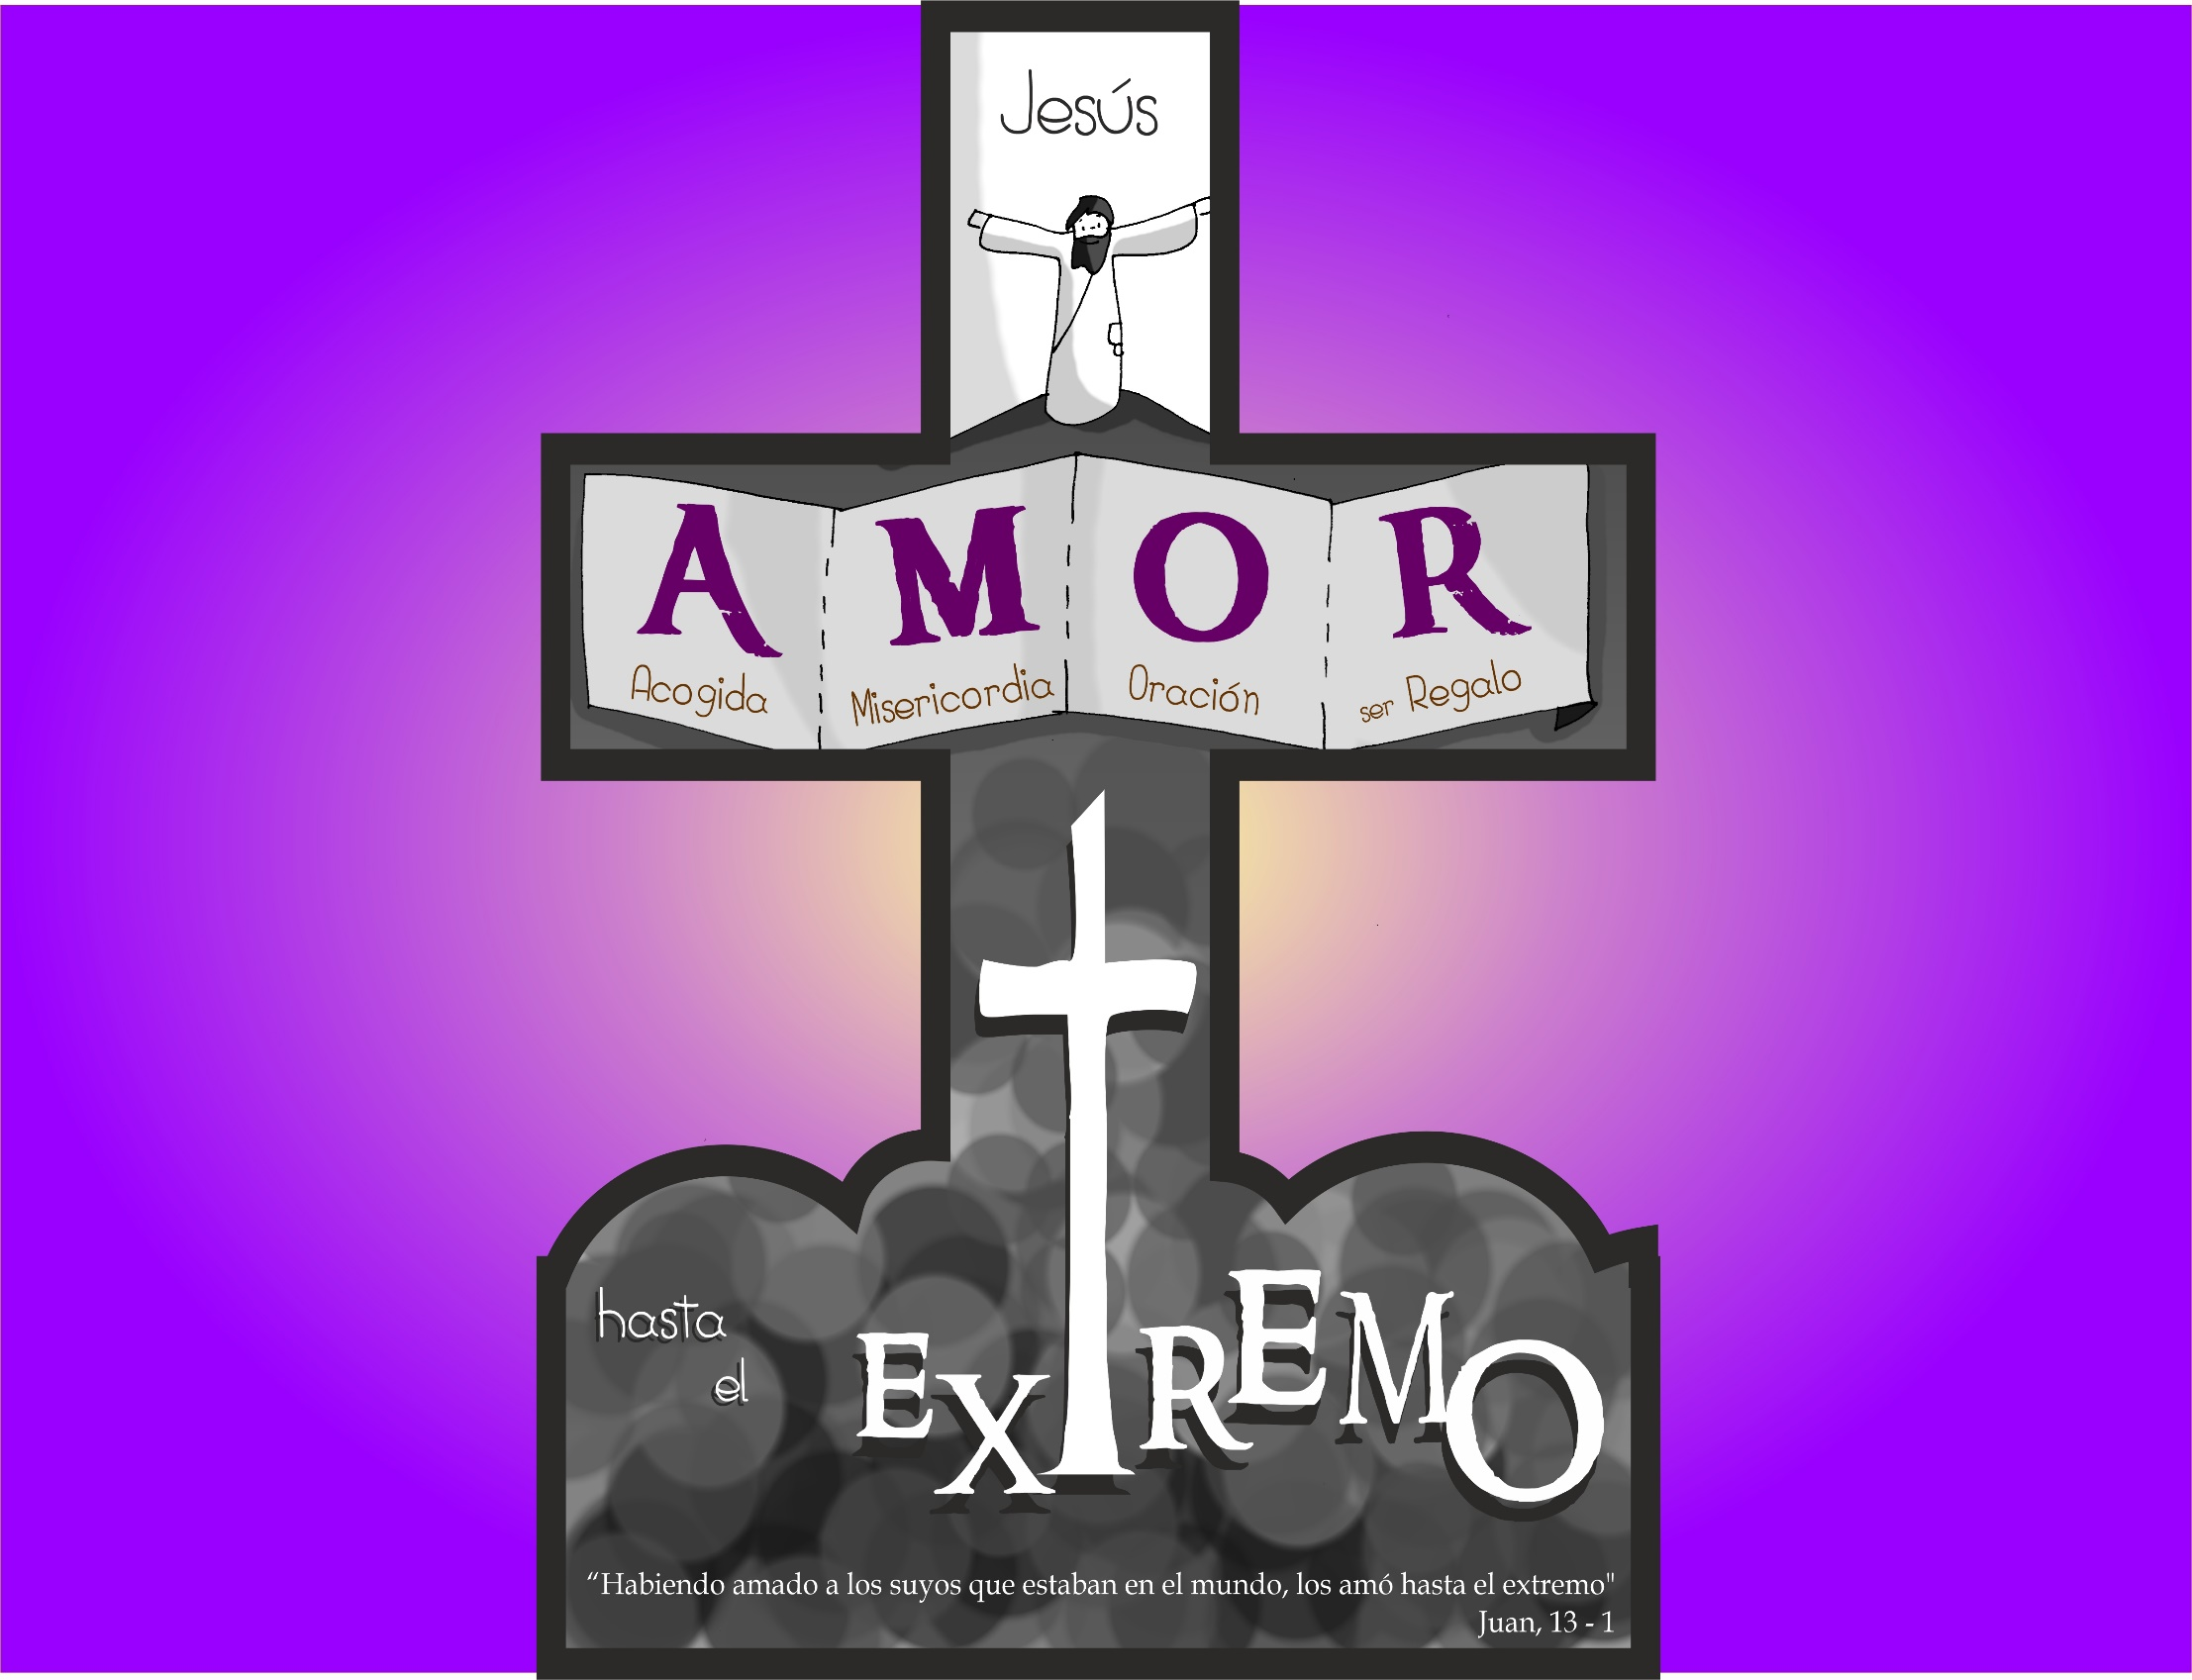 Jesús
AMOR
Acogida Misericordia Oración ser Regalo
hasta
el
EXTREMO
“Habiendo amado a los suyos que estaban en el mundo, los amó hasta el extremo"
Juan, 13 - 1